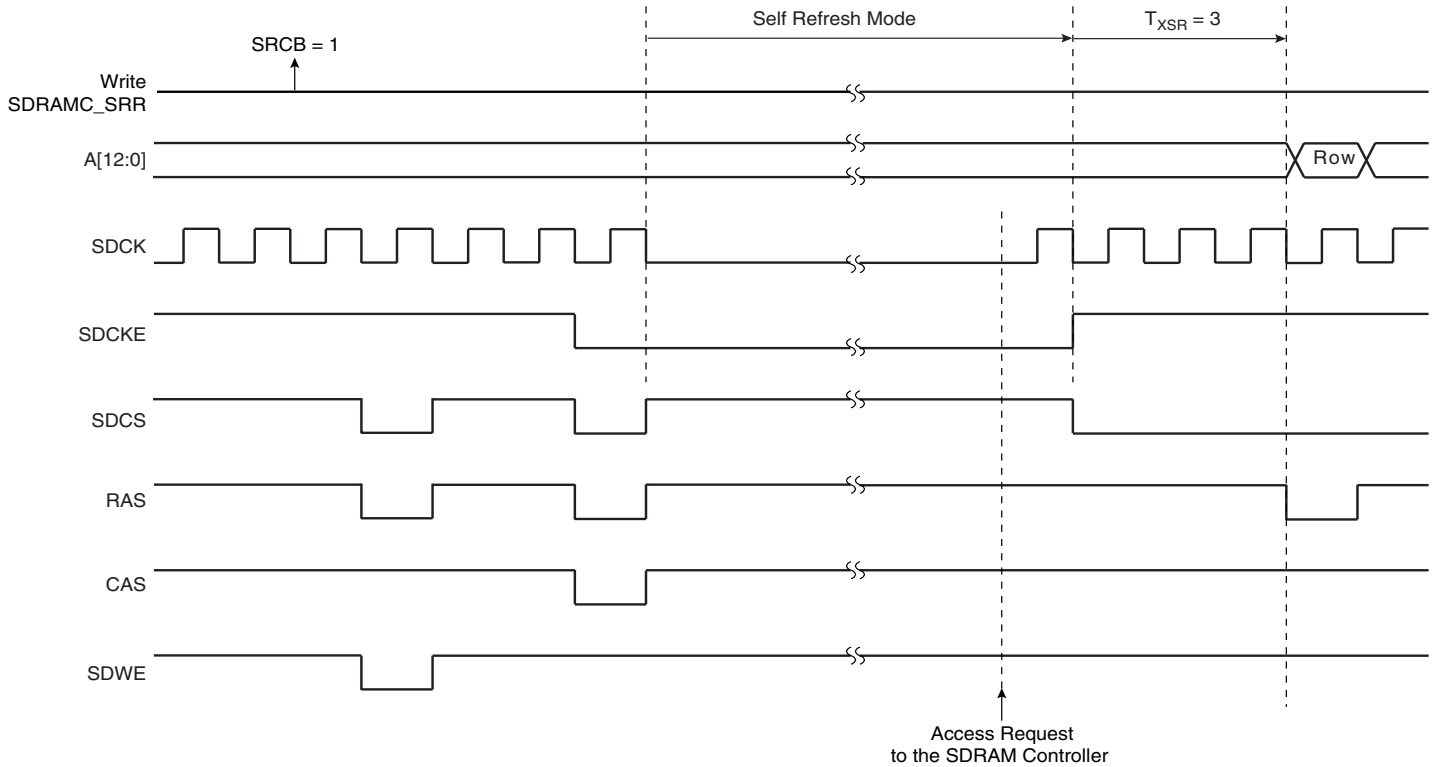 Self Refresh Mode
T_XSR = 3
SRCB = 1
Write
SDRAMC_SRR
A[12:0]
Row
SDCK
SDCKE
SDCS
RAS
CAS
SDWE
Access Request
to the SDRAM Controller